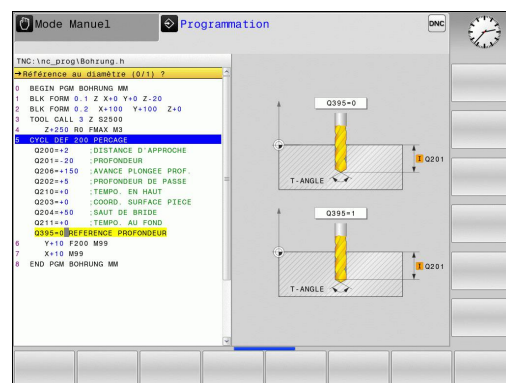 Mode Manuel
Programmation
DNC
TNC:\nc_prog\Bohrung.h
→Référence au diamètre (0/1) ?
0 BEGIN PGM BOHRUNG MM
1 BLK FORM 0.1 Z X+0 Y+0 Z-20
2 BLK FORM 0.2 X+100 Y+100 Z+0
3 TOOL CALL 3 Z S2500
4 Z+250 R0 FMAX M3
5 CYCL DEF 200 PERCAGE
Q200=+2 ;DISTANCE D'APPROCHE
Q201=-20 ;PROFONDEUR
Q206=+150 ;AVANCE PLONGEE PROF.
Q202=+5 ;PROFONDEUR DE PASSE
Q210=+0 ;TEMPO. EN HAUT
Q203=+0 ;COORD. SURFACE PIECE
Q204=+50 ;SAUT DE BRIDE
Q211=+0 ;TEMPO. AU FOND
Q395=0 REFERENCE PROFONDEUR
6 Y+10 F200 M99
7 X+10 M99
8 END PGM BOHRUNG MM
Q395=0
I Q201
T-ANGLE
Q395=1
I Q201
T-ANGLE